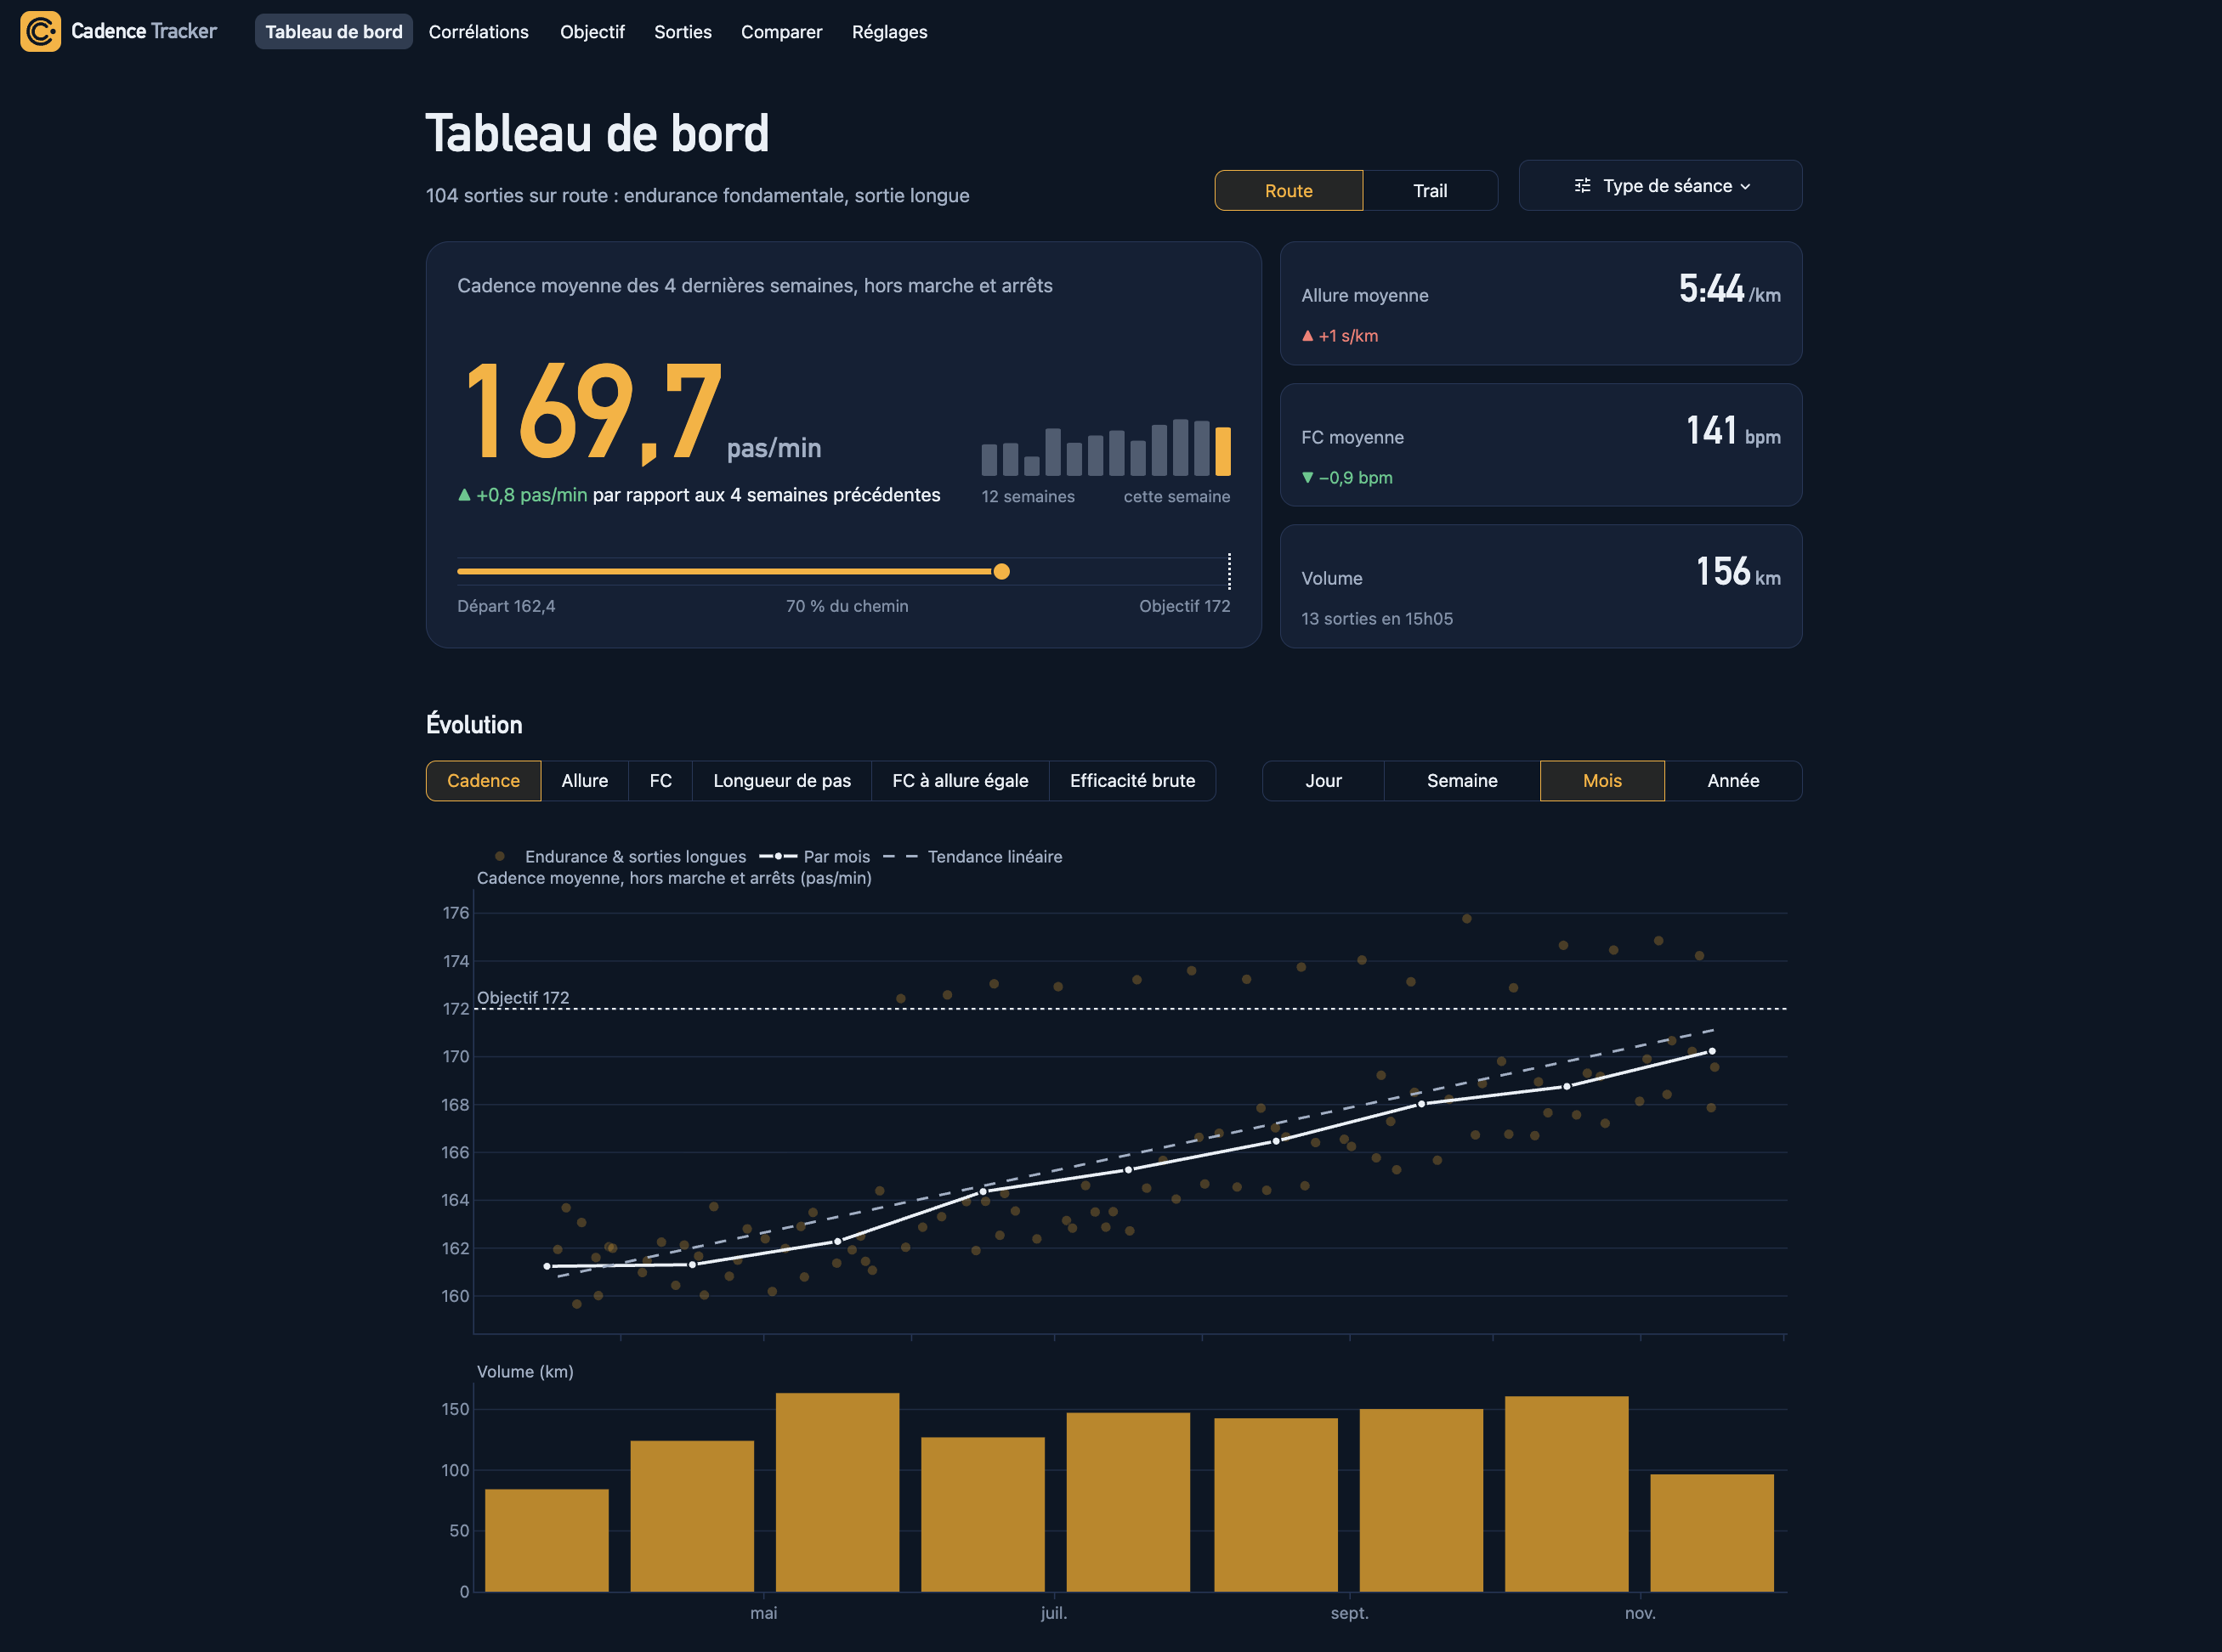 Cadence Tracker
Tableau de bord
Corrélations
Objectif
Sorties
Comparer
Réglages
Tableau de bord
104 sorties sur route : endurance fondamentale, sortie longue
Route
Trail
Type de séance
Cadence moyenne des 4 dernières semaines, hors marche et arrêts
169,7 pas/min
+0,8 pas/min par rapport aux 4 semaines précédentes
12 semaines
cette semaine
Départ 162,4
70 % du chemin
Objectif 172
Allure moyenne
5:44 /km
+1 s/km
FC moyenne
141 bpm
−0,9 bpm
Volume
156 km
13 sorties en 15h05
Évolution
Cadence
Allure
FC
Longueur de pas
FC à allure égale
Efficacité brute
Jour
Semaine
Mois
Année
Endurance & sorties longues
Par mois
Tendance linéaire
Cadence moyenne, hors marche et arrêts (pas/min)
176
174
Objectif 172
172
170
168
166
164
162
160
Volume (km)
150
100
50
0
mai
juil.
sept.
nov.